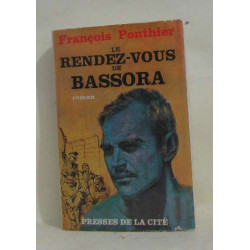 François Ponthier
LE
RENDEZ-VOUS
DE
BASSORA
roman
PRESSES DE LA CITÉ